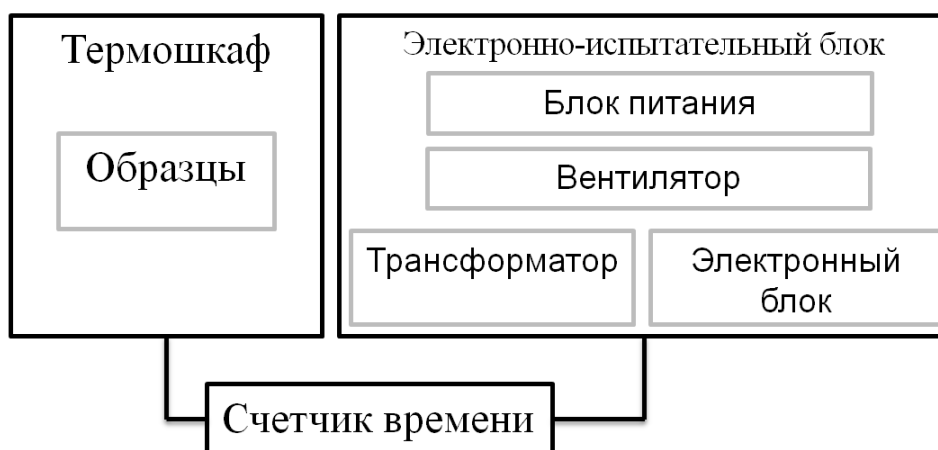 Термошкаф
Образцы
Электронно-испытательный блок
Блок питания
Вентилятор
Трансформатор
Электронный
блок
Счетчик времени